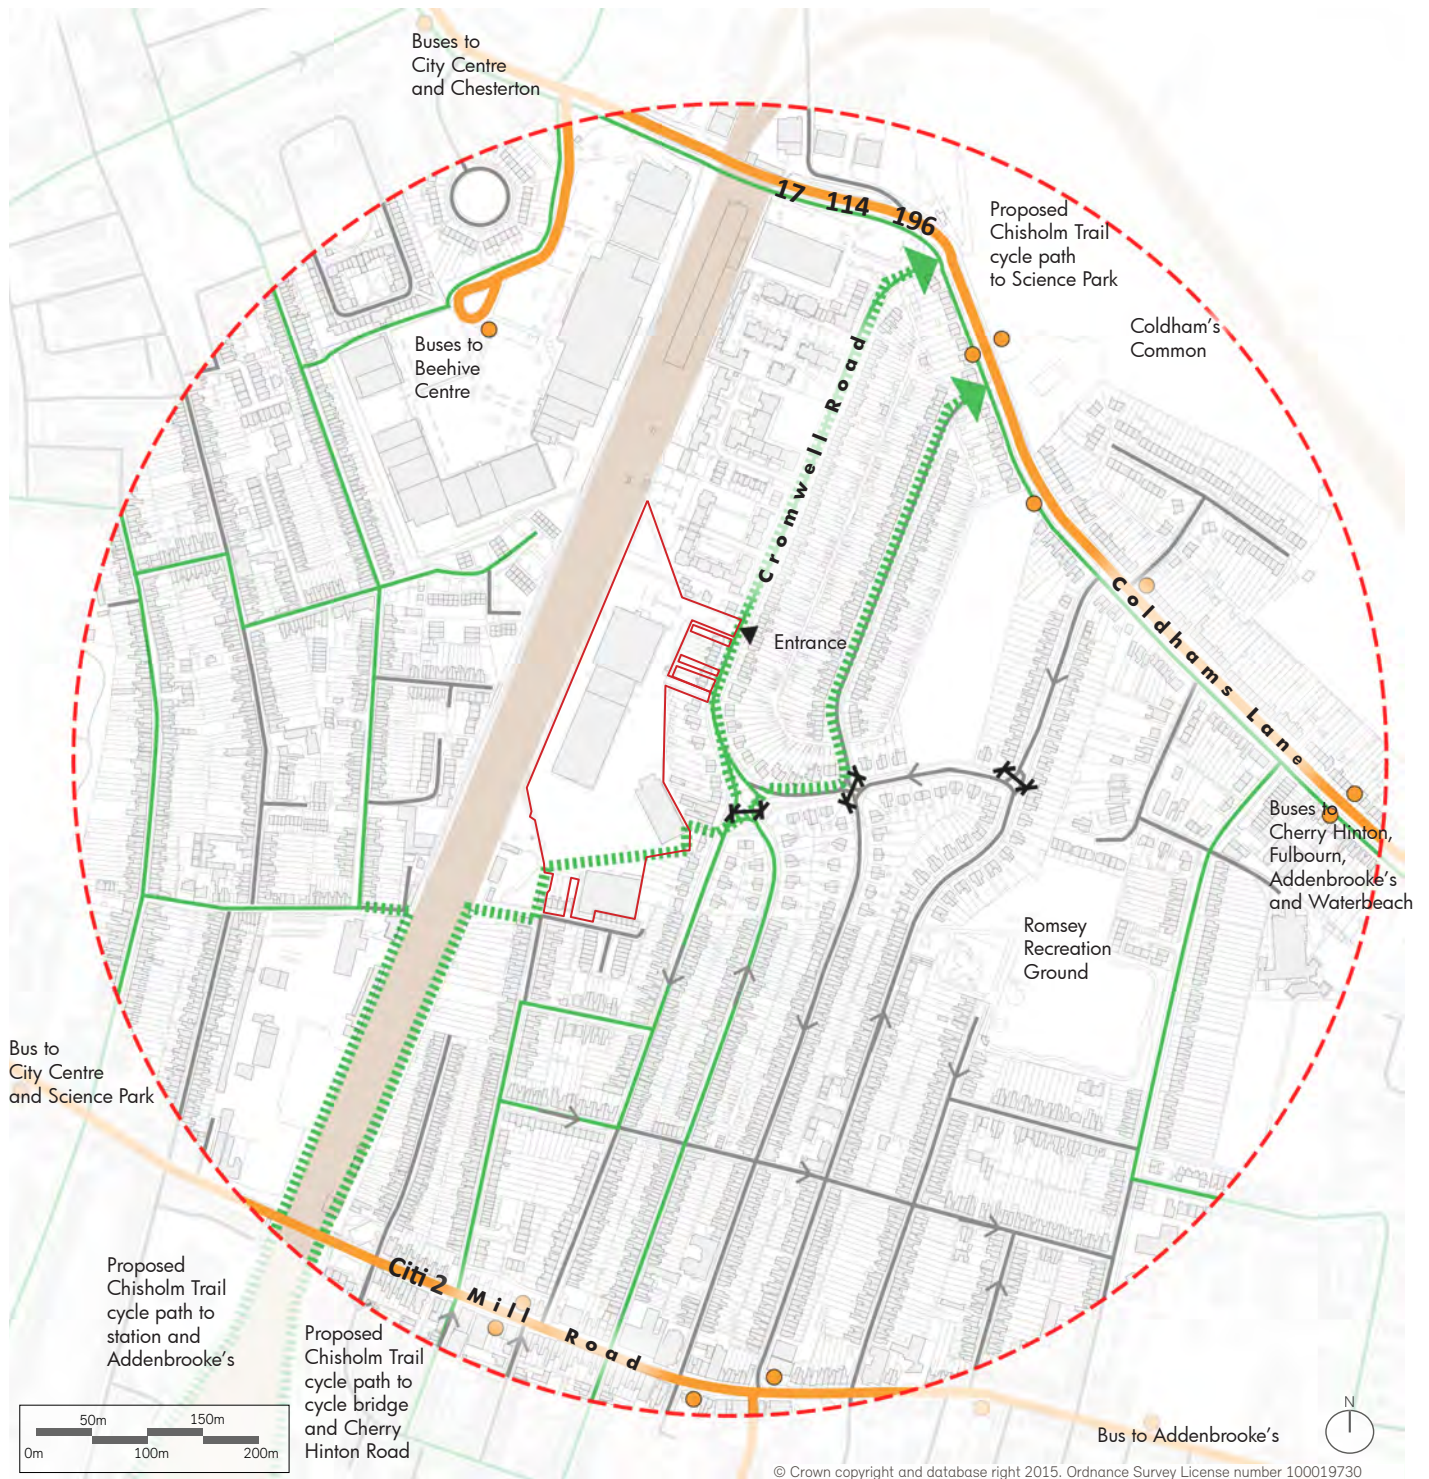 Buses to
City Centre
and Chesterton
17 114 196
Proposed
Chisholm Trail
cycle path
to Science Park
Coldham's
Common
Buses to
Beehive
Centre
Cromwell Road
Entrance
Coldhams Lane
Buses to
Cherry Hinton,
Fulbourn,
Addenbrooke's
and Waterbeach
Romsey
Recreation
Ground
Bus to
City Centre
and Science Park
Citi 2
Mill Road
Proposed
Chisholm Trail
cycle path to
station and
Addenbrooke's
Proposed
Chisholm Trail
cycle path to
cycle bridge
and Cherry
Hinton Road
50m 150m
0m 100m 200m
N
Bus to Addenbrooke's
© Crown copyright and database right 2015. Ordnance Survey License number 100019730